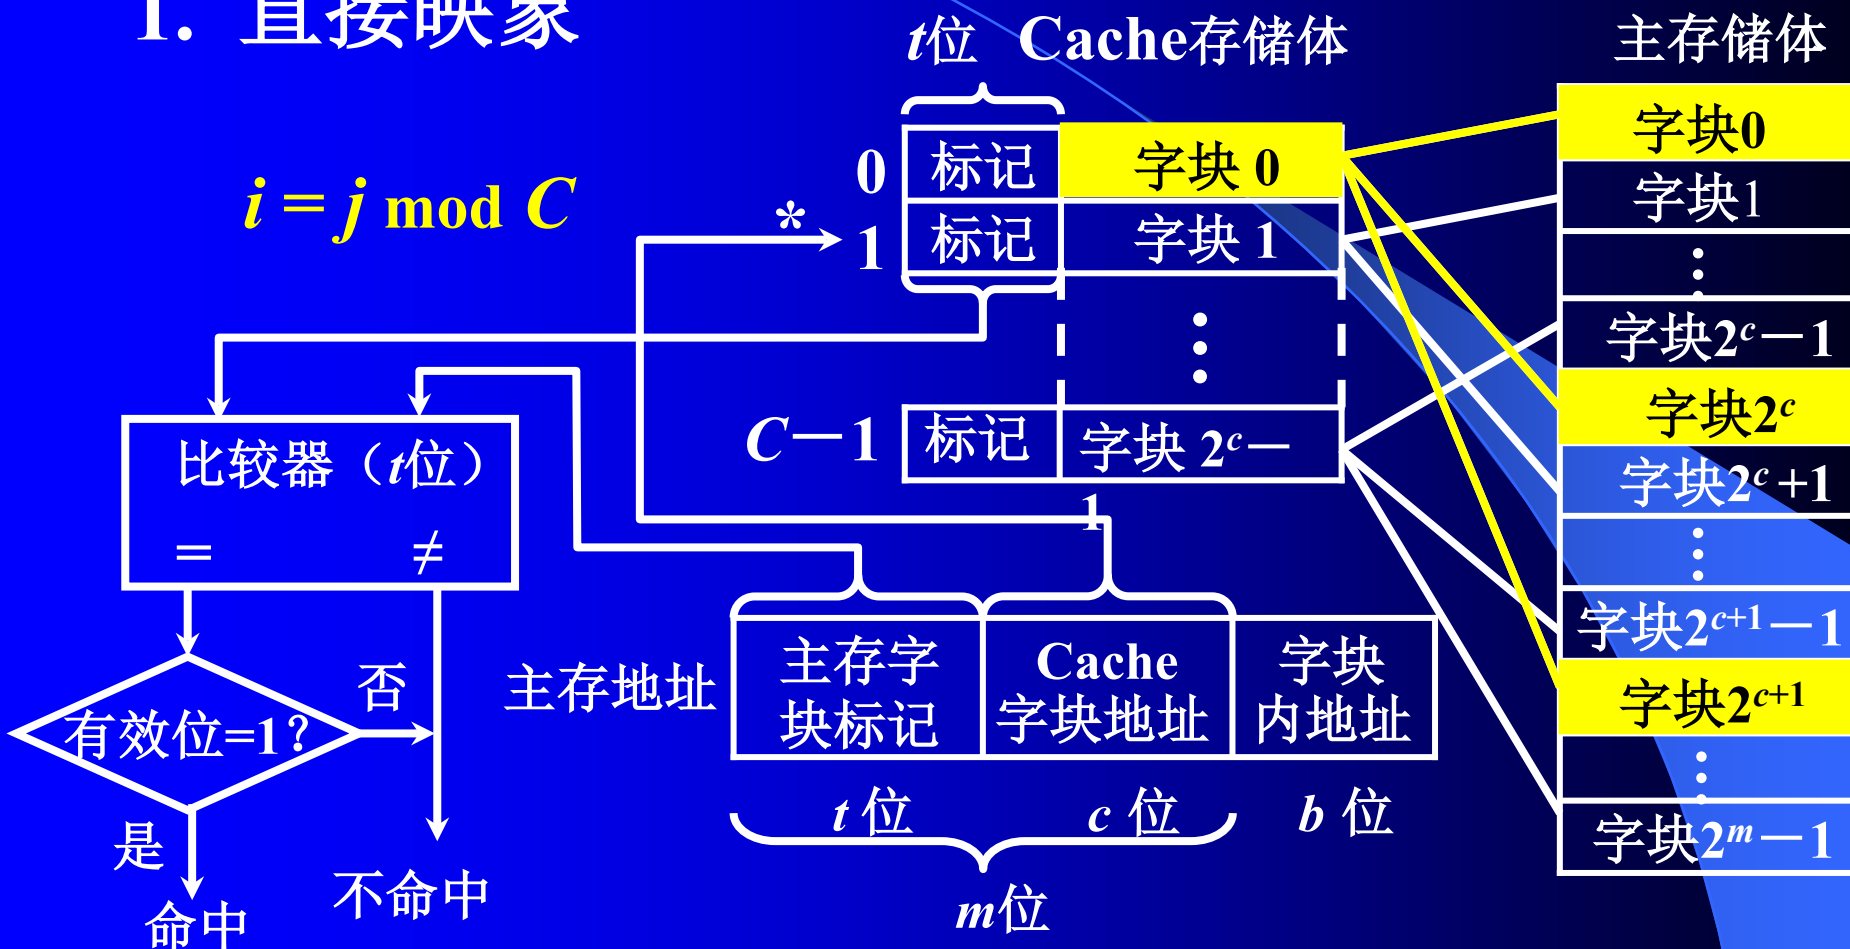 1. 直接映象
t位 Cache存储体 主存储体
i = j mod C
0 标记 字块 0
* 1 标记 字块 1
⋮
C－1 标记 字块 2ᶜ－1
字块0
字块1
⋮
字块2ᶜ－1
字块2ᶜ
字块2ᶜ+1
⋮
字块2ᶜ⁺¹－1
字块2ᶜ⁺¹
⋮
字块2ᵐ－1
比较器（t位）
= ≠
有效位=1？
否
是
命中
不命中
主存地址
主存字块标记
Cache字块地址
字块内地址
t 位 c 位 b 位
m位